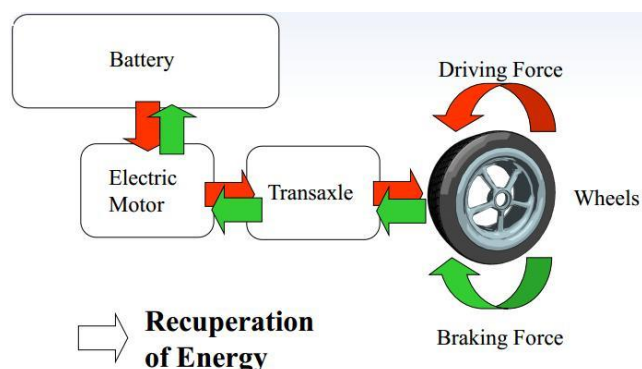 Battery
Driving Force
Electric
Motor
Transaxle
Wheels
Recuperation
of Energy
Braking Force